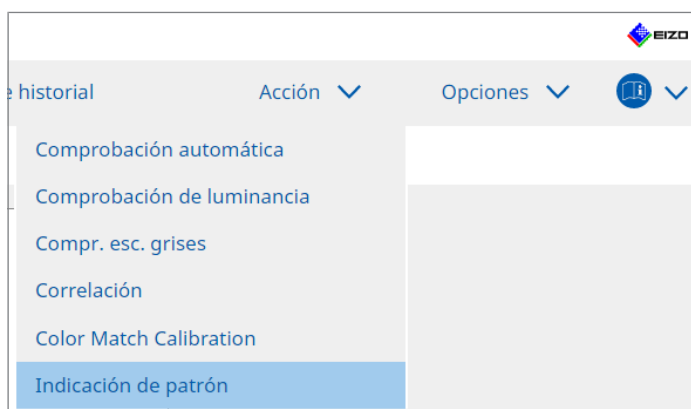 EIZO
e historial Acción Opciones
Comprobación automática
Comprobación de luminancia
Compr. esc. grises
Correlación
Color Match Calibration
Indicación de patrón